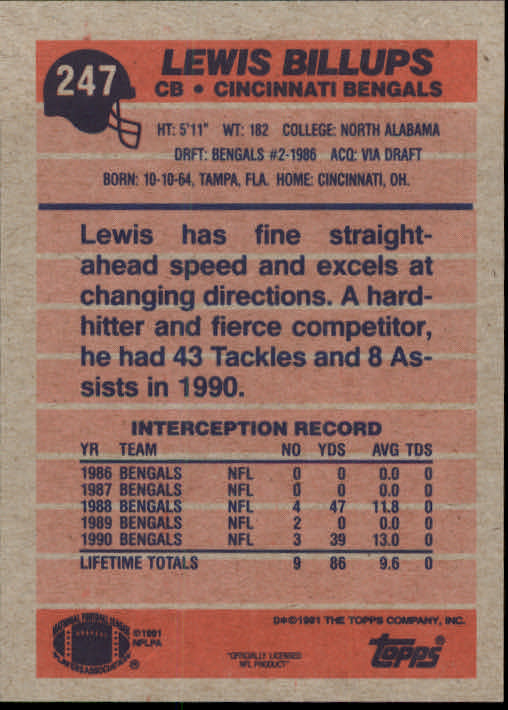 247
LEWIS BILLUPS
CB • CINCINNATI BENGALS
HT: 5'11" WT: 182 COLLEGE: NORTH ALABAMA
DRFT: BENGALS #2-1986 ACQ: VIA DRAFT
BORN: 10-10-64, TAMPA, FLA. HOME: CINCINNATI, OH.
Lewis has fine straight-
ahead speed and excels at
changing directions. A hard-
hitter and fierce competitor,
he had 43 Tackles and 8 As-
sists in 1990.
INTERCEPTION RECORD
YR TEAM NO YDS AVG TDS
1986 BENGALS NFL 0 0 0.0 0
1987 BENGALS NFL 0 0 0.0 0
1988 BENGALS NFL 4 47 11.8 0
1989 BENGALS NFL 2 0 0.0 0
1990 BENGALS NFL 3 39 13.0 0
LIFETIME TOTALS 9 86 9.6 0
NATIONAL FOOTBALL LEAGUE
PLAYERS ASSOCIATION
®
©1991
NFLPA
"OFFICIALLY LICENSED
NFL PRODUCT"
D*©1991 THE TOPPS COMPANY, INC.
Topps®